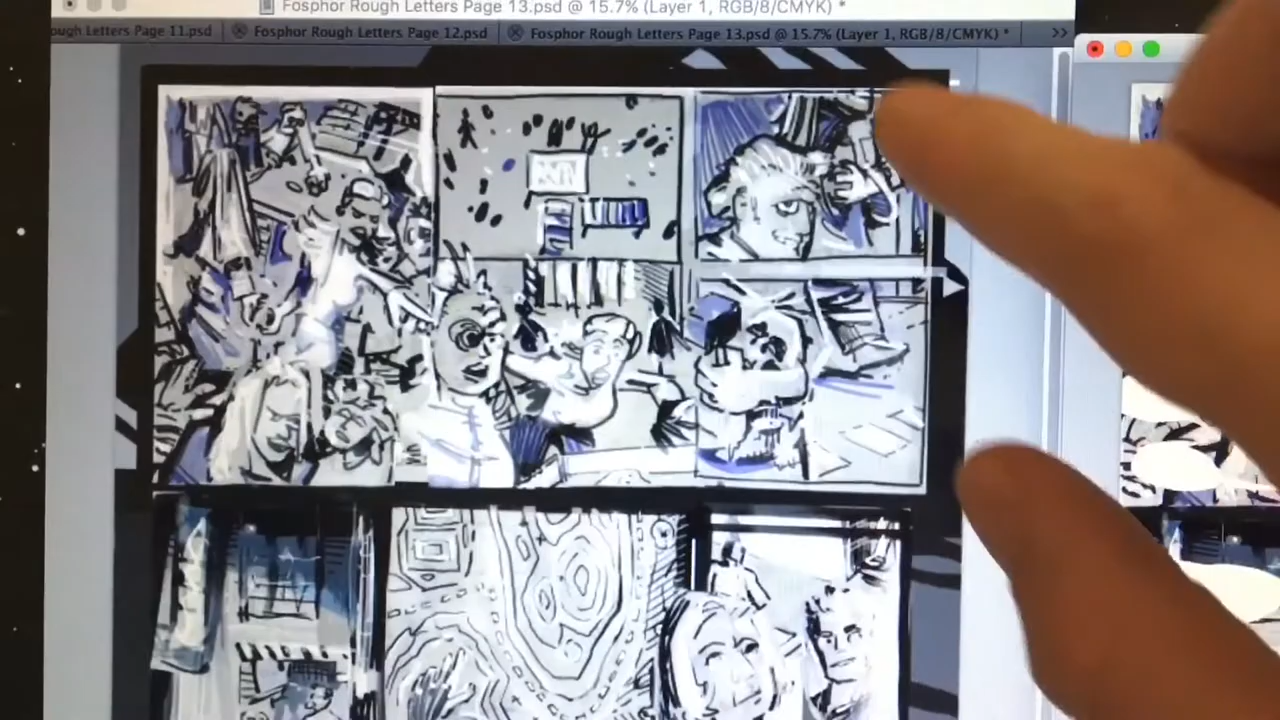 Fosphor Rough Letters Page 13.psd @ 15.7% (Layer 1, RGB/8/CMYK) *
ough Letters Page 11.psd
Fosphor Rough Letters Page 12.psd
Fosphor Rough Letters Page 13.psd @ 15.7% (Layer 1, RGB/8/CMYK) *
>>